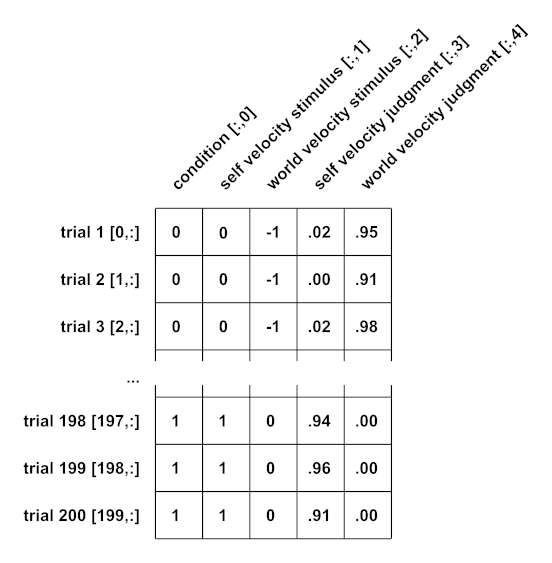 condition [:,0]
self velocity stimulus [:,1]
world velocity stimulus [:,2]
self velocity judgment [:,3]
world velocity judgment [:,4]
trial 1 [0,:] 0 0 -1 .02 .95
trial 2 [1,:] 0 0 -1 .00 .91
trial 3 [2,:] 0 0 -1 .02 .98
...
trial 198 [197,:] 1 1 0 .94 .00
trial 199 [198,:] 1 1 0 .96 .00
trial 200 [199,:] 1 1 0 .91 .00